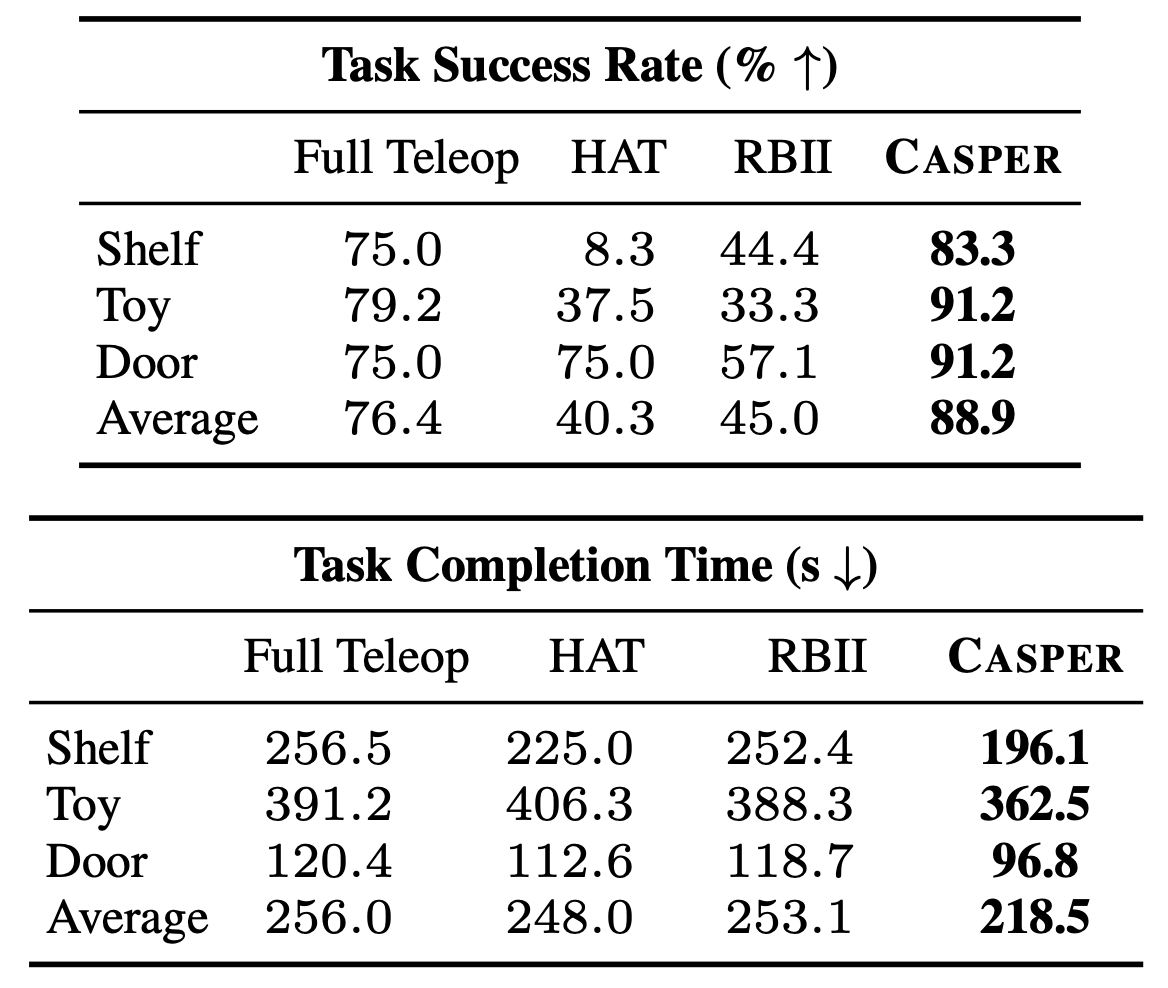 Task Success Rate (% ↑)
Full Teleop HAT RBII CASPER
Shelf 75.0 8.3 44.4 83.3
Toy 79.2 37.5 33.3 91.2
Door 75.0 75.0 57.1 91.2
Average 76.4 40.3 45.0 88.9
Task Completion Time (s ↓)
Full Teleop HAT RBII CASPER
Shelf 256.5 225.0 252.4 196.1
Toy 391.2 406.3 388.3 362.5
Door 120.4 112.6 118.7 96.8
Average 256.0 248.0 253.1 218.5